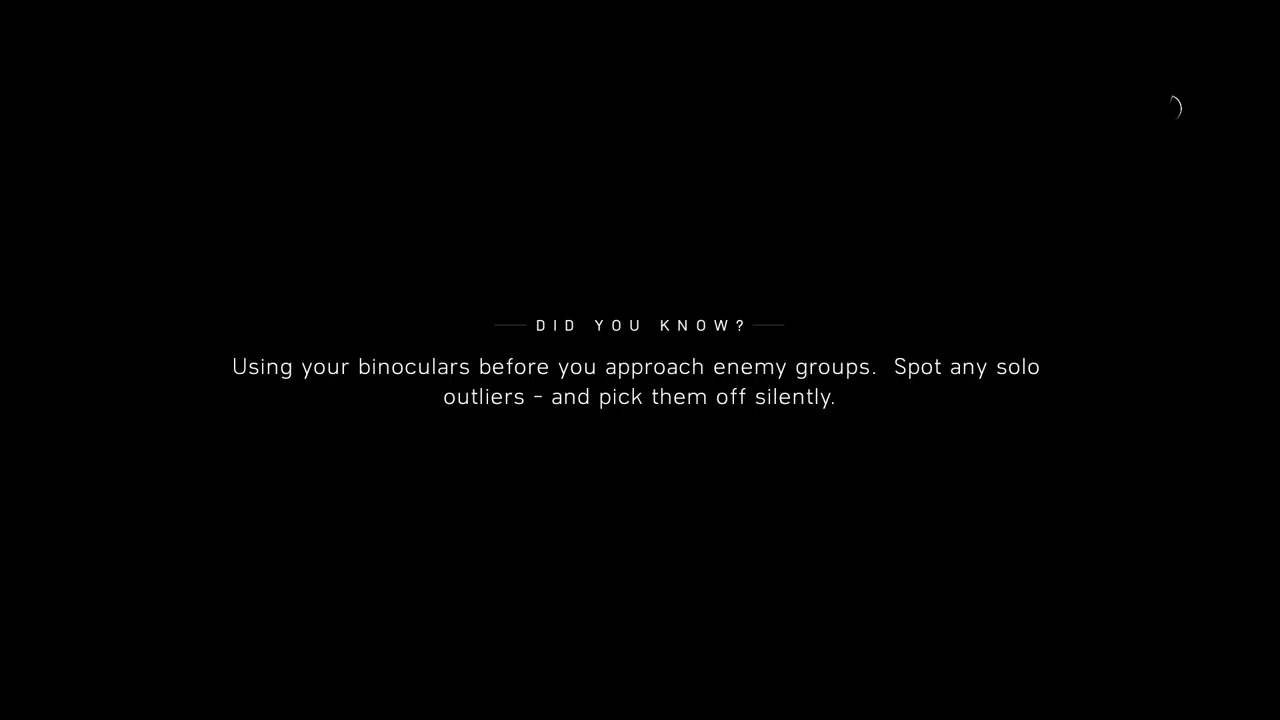 DID YOU KNOW?
Using your binoculars before you approach enemy groups.  Spot any solo
outliers - and pick them off silently.